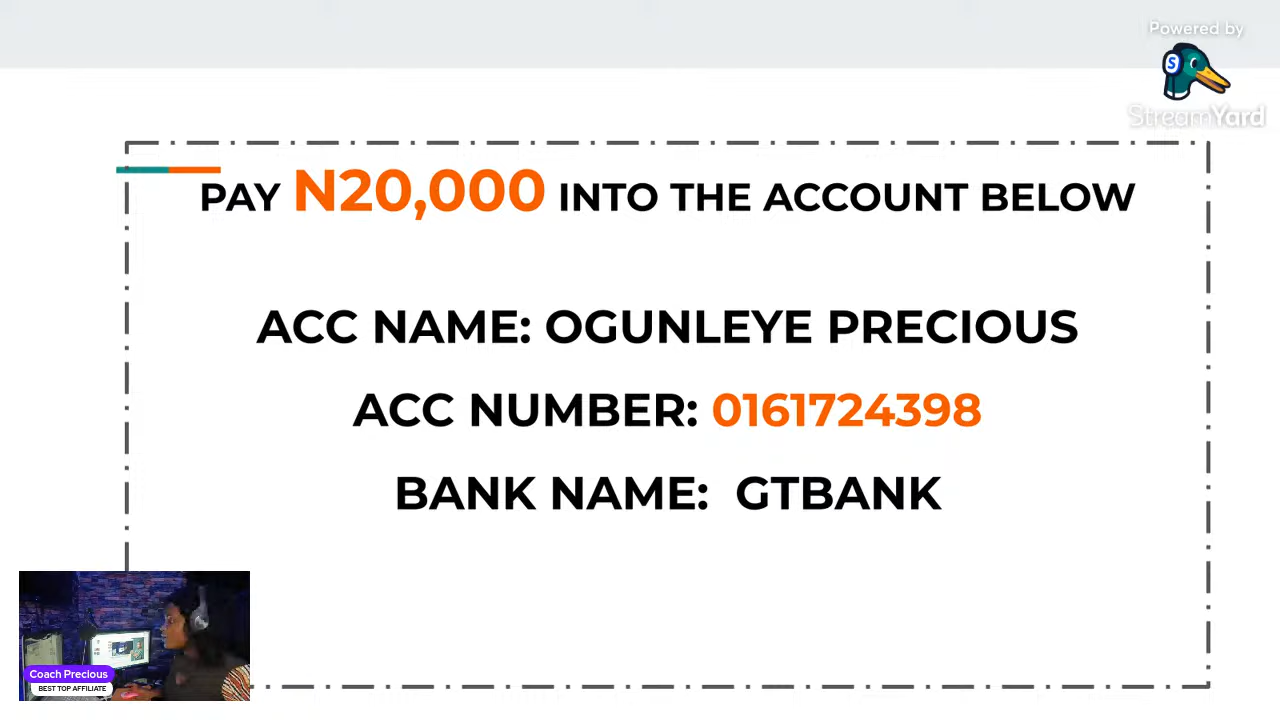 Powered by
S
StreamYard
PAY N20,000 INTO THE ACCOUNT BELOW
ACC NAME: OGUNLEYE PRECIOUS
ACC NUMBER: 0161724398
BANK NAME: GTBANK
Coach Precious
BEST TOP AFFILIATE